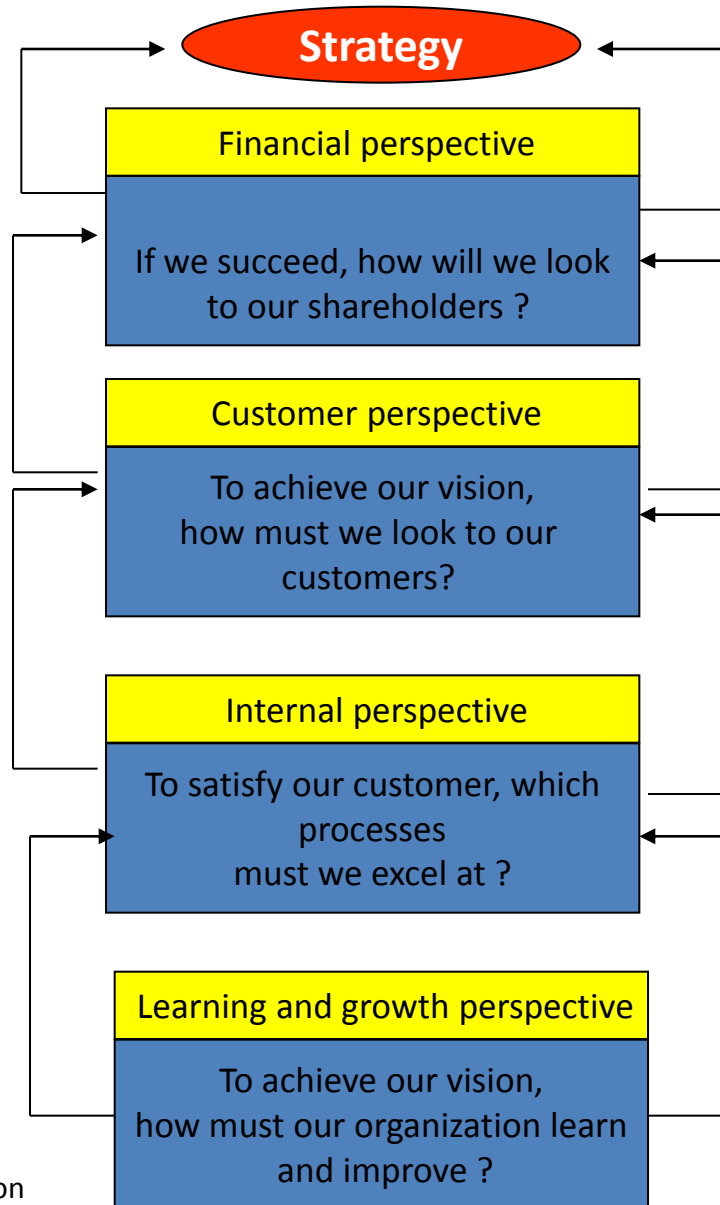 Strategy
Financial perspective
If we succeed, how will we look
to our shareholders ?
Customer perspective
To achieve our vision,
how must we look to our
customers?
Internal perspective
To satisfy our customer, which
processes
must we excel at ?
Learning and growth perspective
To achieve our vision,
how must our organization learn
and improve ?
on